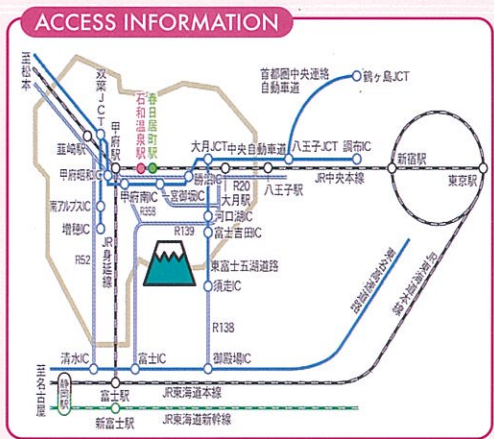 ACCESS INFORMATION
至松本
双葉JCT
韮崎駅
甲府駅
石和温泉駅
春日居町駅
首都圏中央連絡
自動車道
鶴ヶ島JCT
大月JCT
中央自動車道
八王子JCT
調布IC
新宿駅
東京駅
JR中央本線
甲府昭和IC
勝沼IC
甲府南IC
一宮御坂IC
R20
大月駅
八王子駅
南アルプスIC
R358
河口湖IC
増穂IC
R139
富士吉田IC
R52
JR身延線
東富士五湖道路
須走IC
R138
東名高速道路
JR東海道本線
清水IC
富士IC
御殿場IC
至名古屋
静岡駅
富士駅
JR東海道本線
新富士駅
JR東海道新幹線